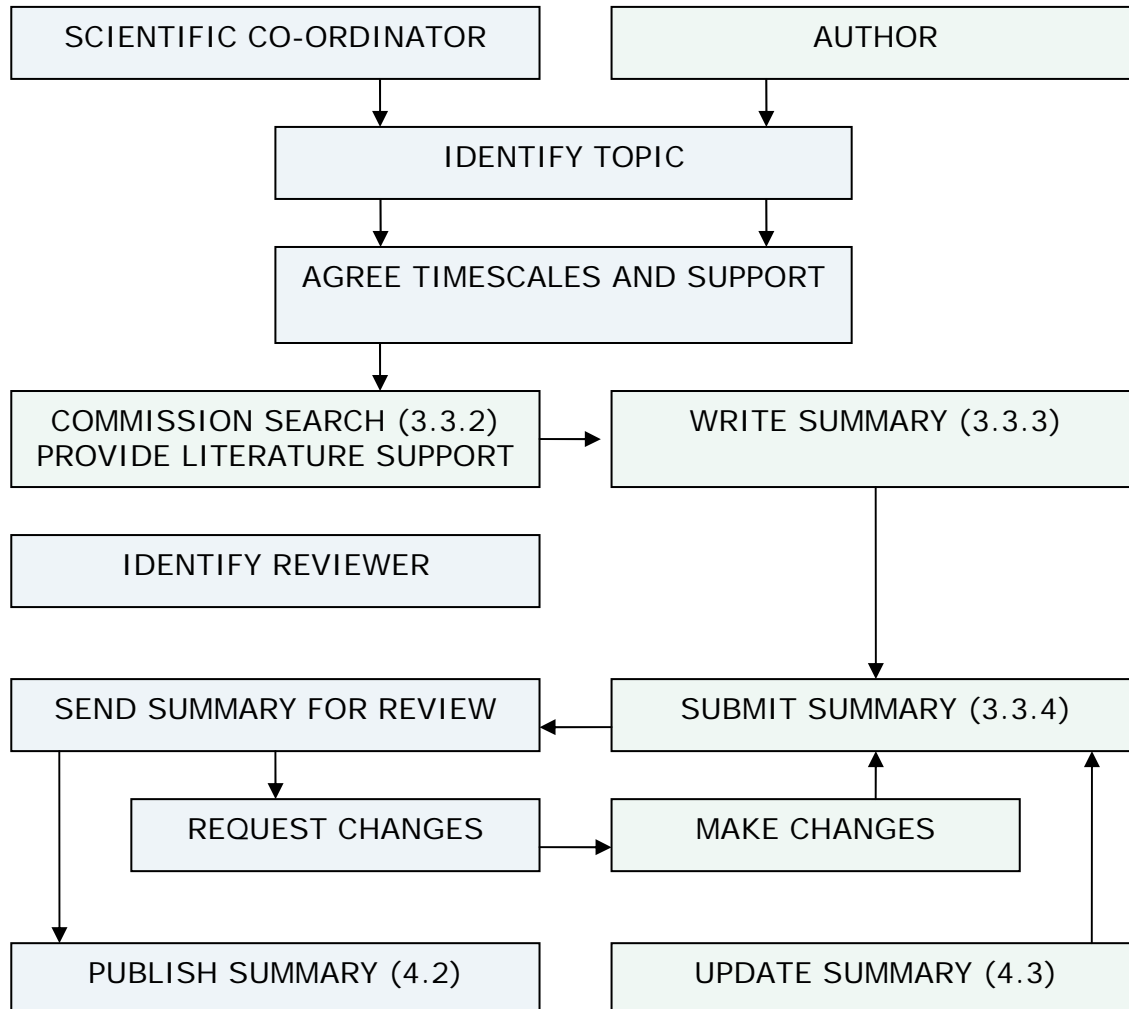 SCIENTIFIC CO-ORDINATOR
AUTHOR
IDENTIFY TOPIC
AGREE TIMESCALES AND SUPPORT
COMMISSION SEARCH (3.3.2)
PROVIDE LITERATURE SUPPORT
WRITE SUMMARY (3.3.3)
IDENTIFY REVIEWER
SEND SUMMARY FOR REVIEW
SUBMIT SUMMARY (3.3.4)
REQUEST CHANGES
MAKE CHANGES
PUBLISH SUMMARY (4.2)
UPDATE SUMMARY (4.3)